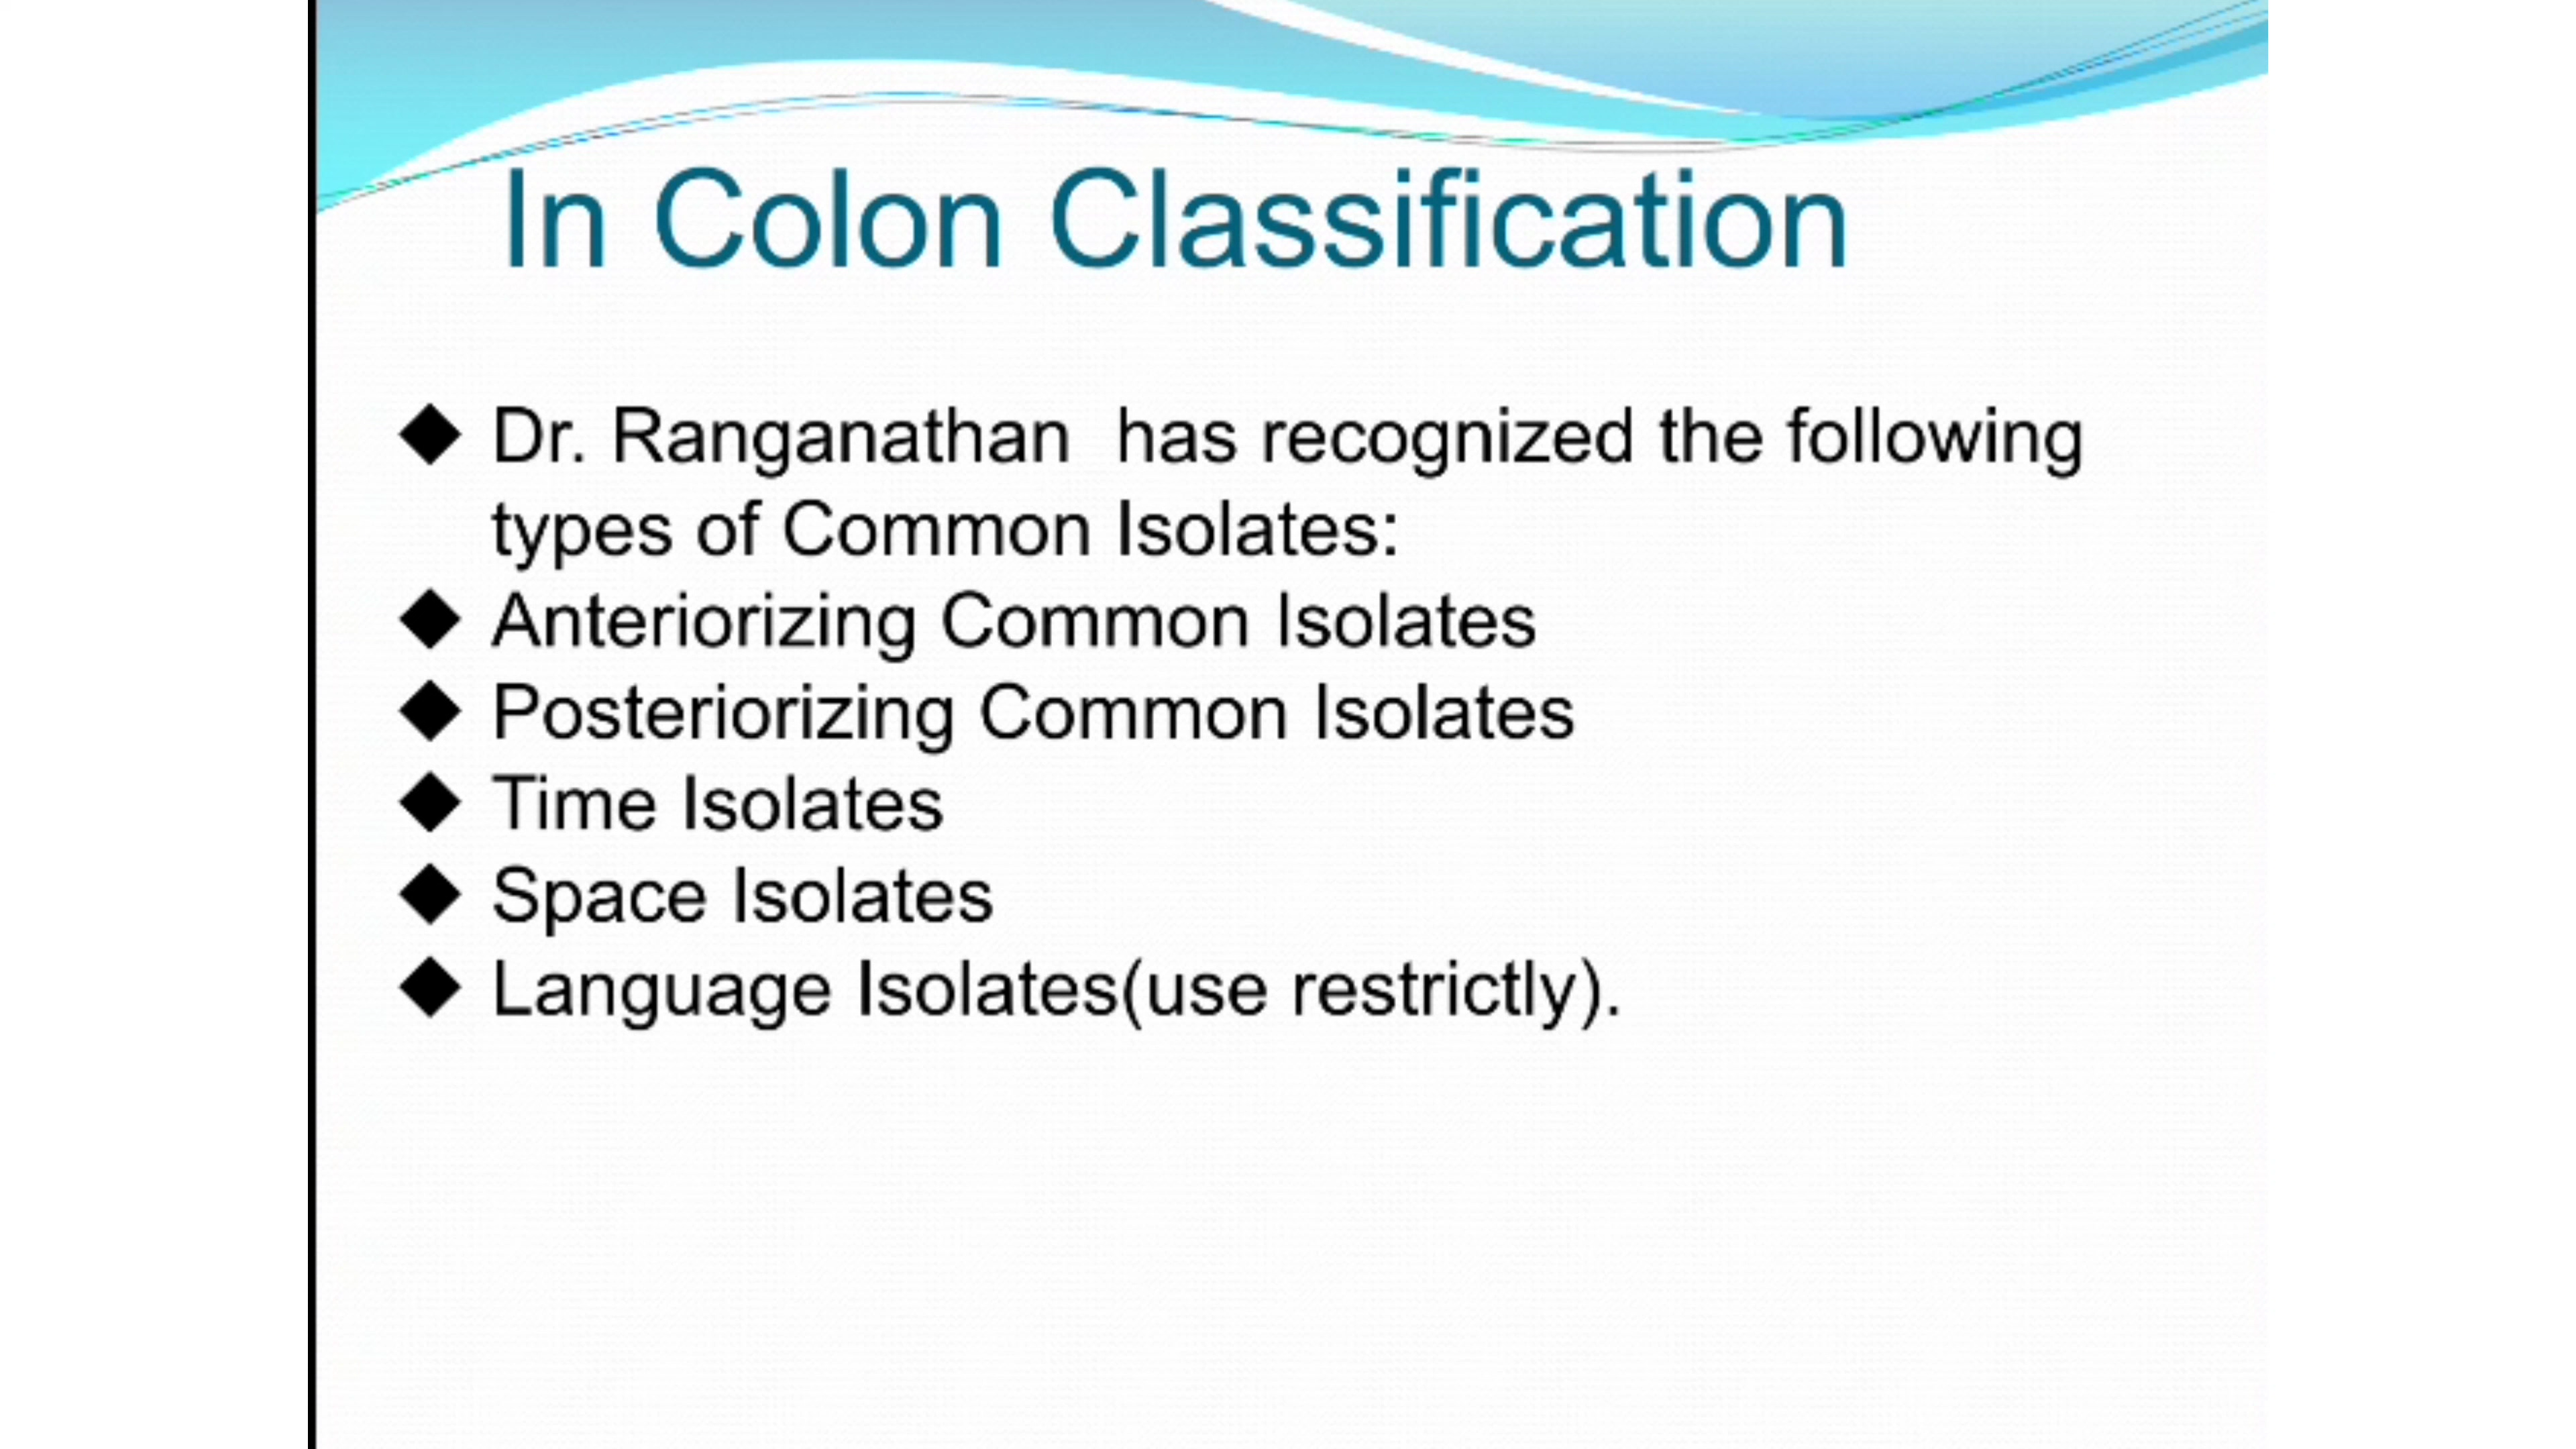 In Colon Classification
◆ Dr. Ranganathan  has recognized the following
types of Common Isolates:
◆ Anteriorizing Common Isolates
◆ Posteriorizing Common Isolates
◆ Time Isolates
◆ Space Isolates
◆ Language Isolates(use restrictly).